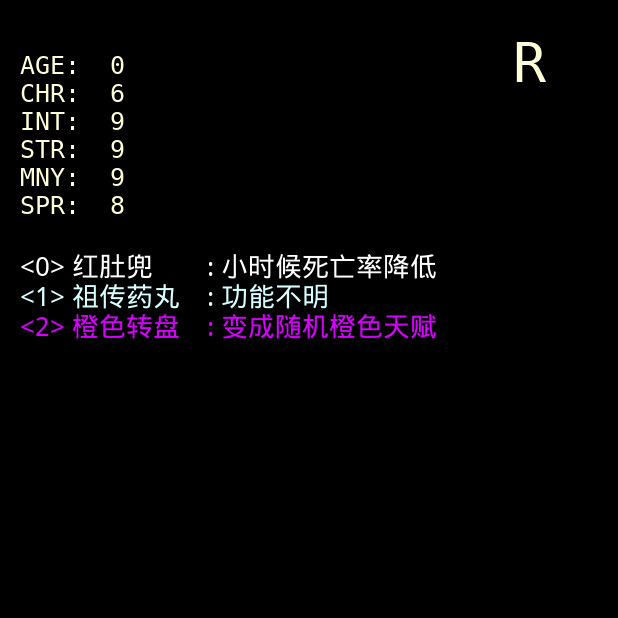 R
AGE: 0
CHR: 6
INT: 9
STR: 9
MNY: 9
SPR: 8
<0> 红肚兜 : 小时候死亡率降低
<1> 祖传药丸 : 功能不明
<2> 橙色转盘 : 变成随机橙色天赋